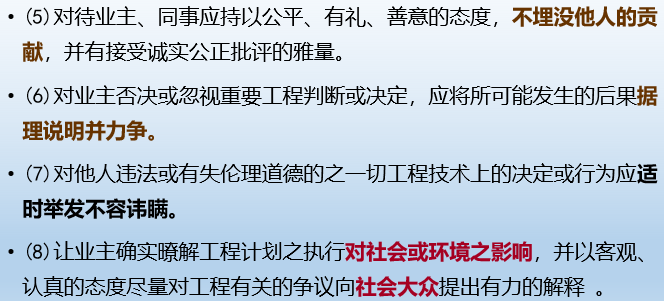 • (5)对待业主、同事应持以公平、有礼、善意的态度，不埋没他人的贡
献，并有接受诚实公正批评的雅量。
• (6)对业主否决或忽视重要工程判断或决定，应将所可能发生的后果据
理说明并力争。
• (7)对他人违法或有失伦理道德的之一切工程技术上的决定或行为应适
时举发不容讳瞒。
• (8)让业主确实瞭解工程计划之执行对社会或环境之影响，并以客观、
认真的态度尽量对工程有关的争议向社会大众提出有力的解释 。